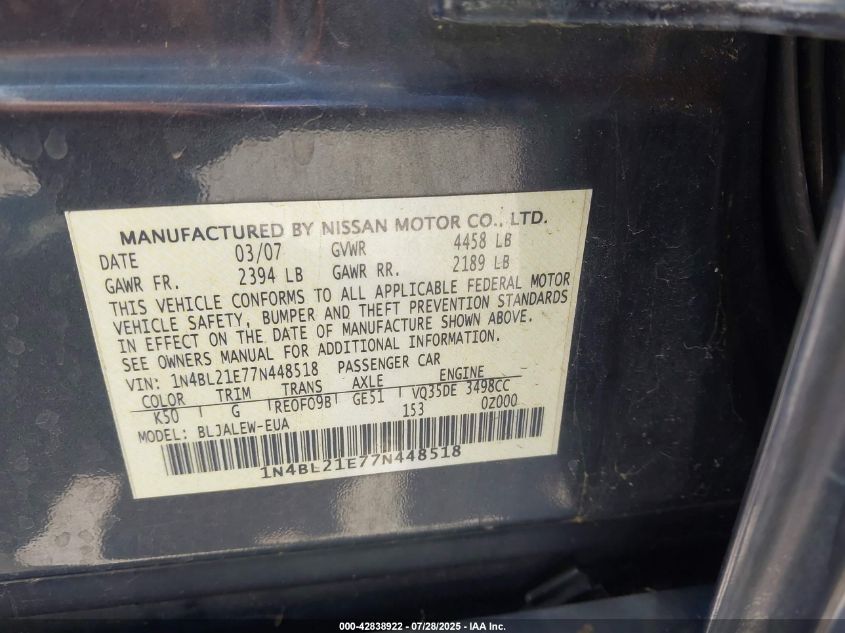 MANUFACTURED BY NISSAN MOTOR CO., LTD.
DATE 03/07 GVWR 4458 LB
GAWR FR. 2394 LB GAWR RR. 2189 LB
THIS VEHICLE CONFORMS TO ALL APPLICABLE FEDERAL MOTOR
VEHICLE SAFETY, BUMPER AND THEFT PREVENTION STANDARDS
IN EFFECT ON THE DATE OF MANUFACTURE SHOWN ABOVE.
SEE OWNERS MANUAL FOR ADDITIONAL INFORMATION.
VIN: 1N4BL21E77N448518 PASSENGER CAR
COLOR TRIM TRANS AXLE ENGINE
K50 G RE0F09B GE51 VQ35DE 3498CC
153 0Z000
MODEL: BLJALEW-EUA
1N4BL21E77N448518
000-42838922 / 07/28/2025 - IAA Inc.